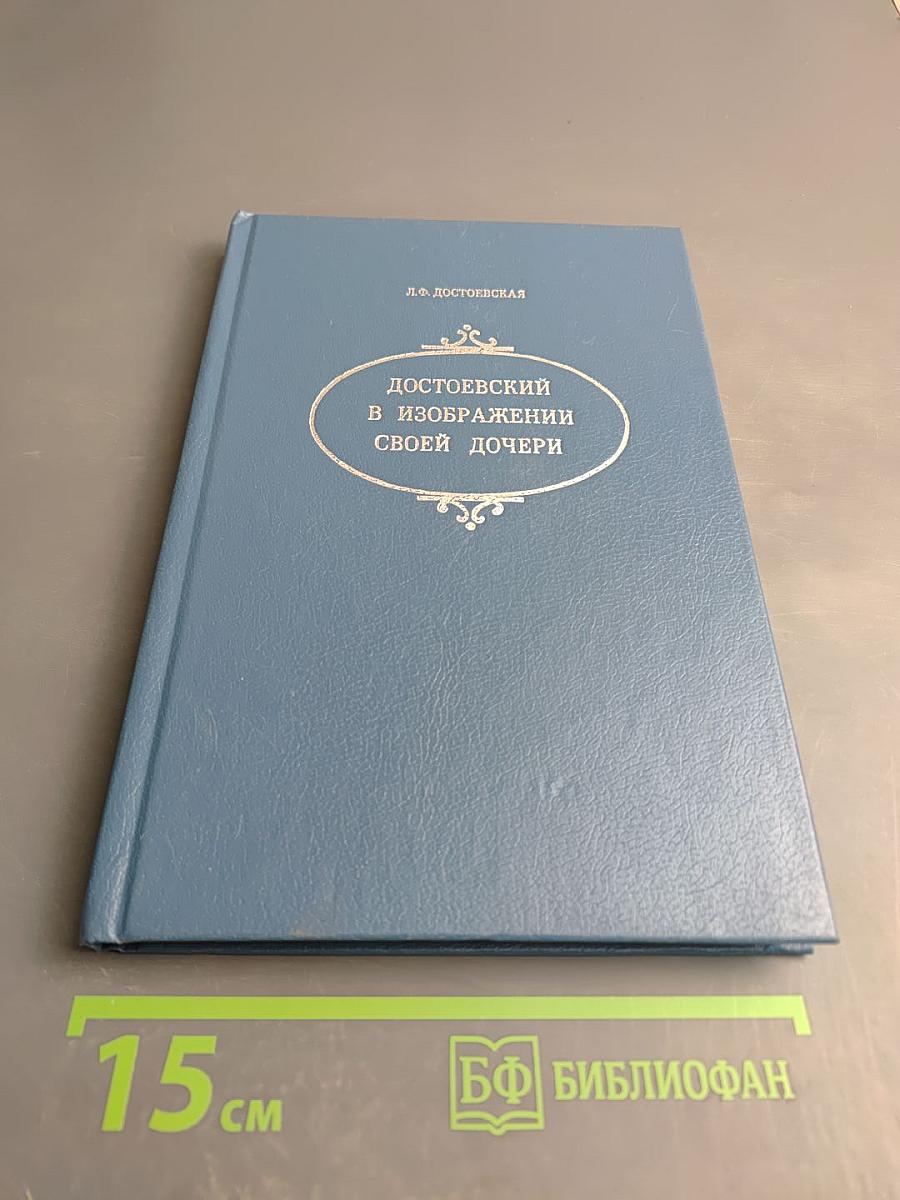 Л.Ф. ДОСТОЕВСКАЯ
ДОСТОЕВСКИЙ
В ИЗОБРАЖЕНИИ
СВОЕЙ ДОЧЕРИ
15 СМ
БФ БИБЛИОФАН